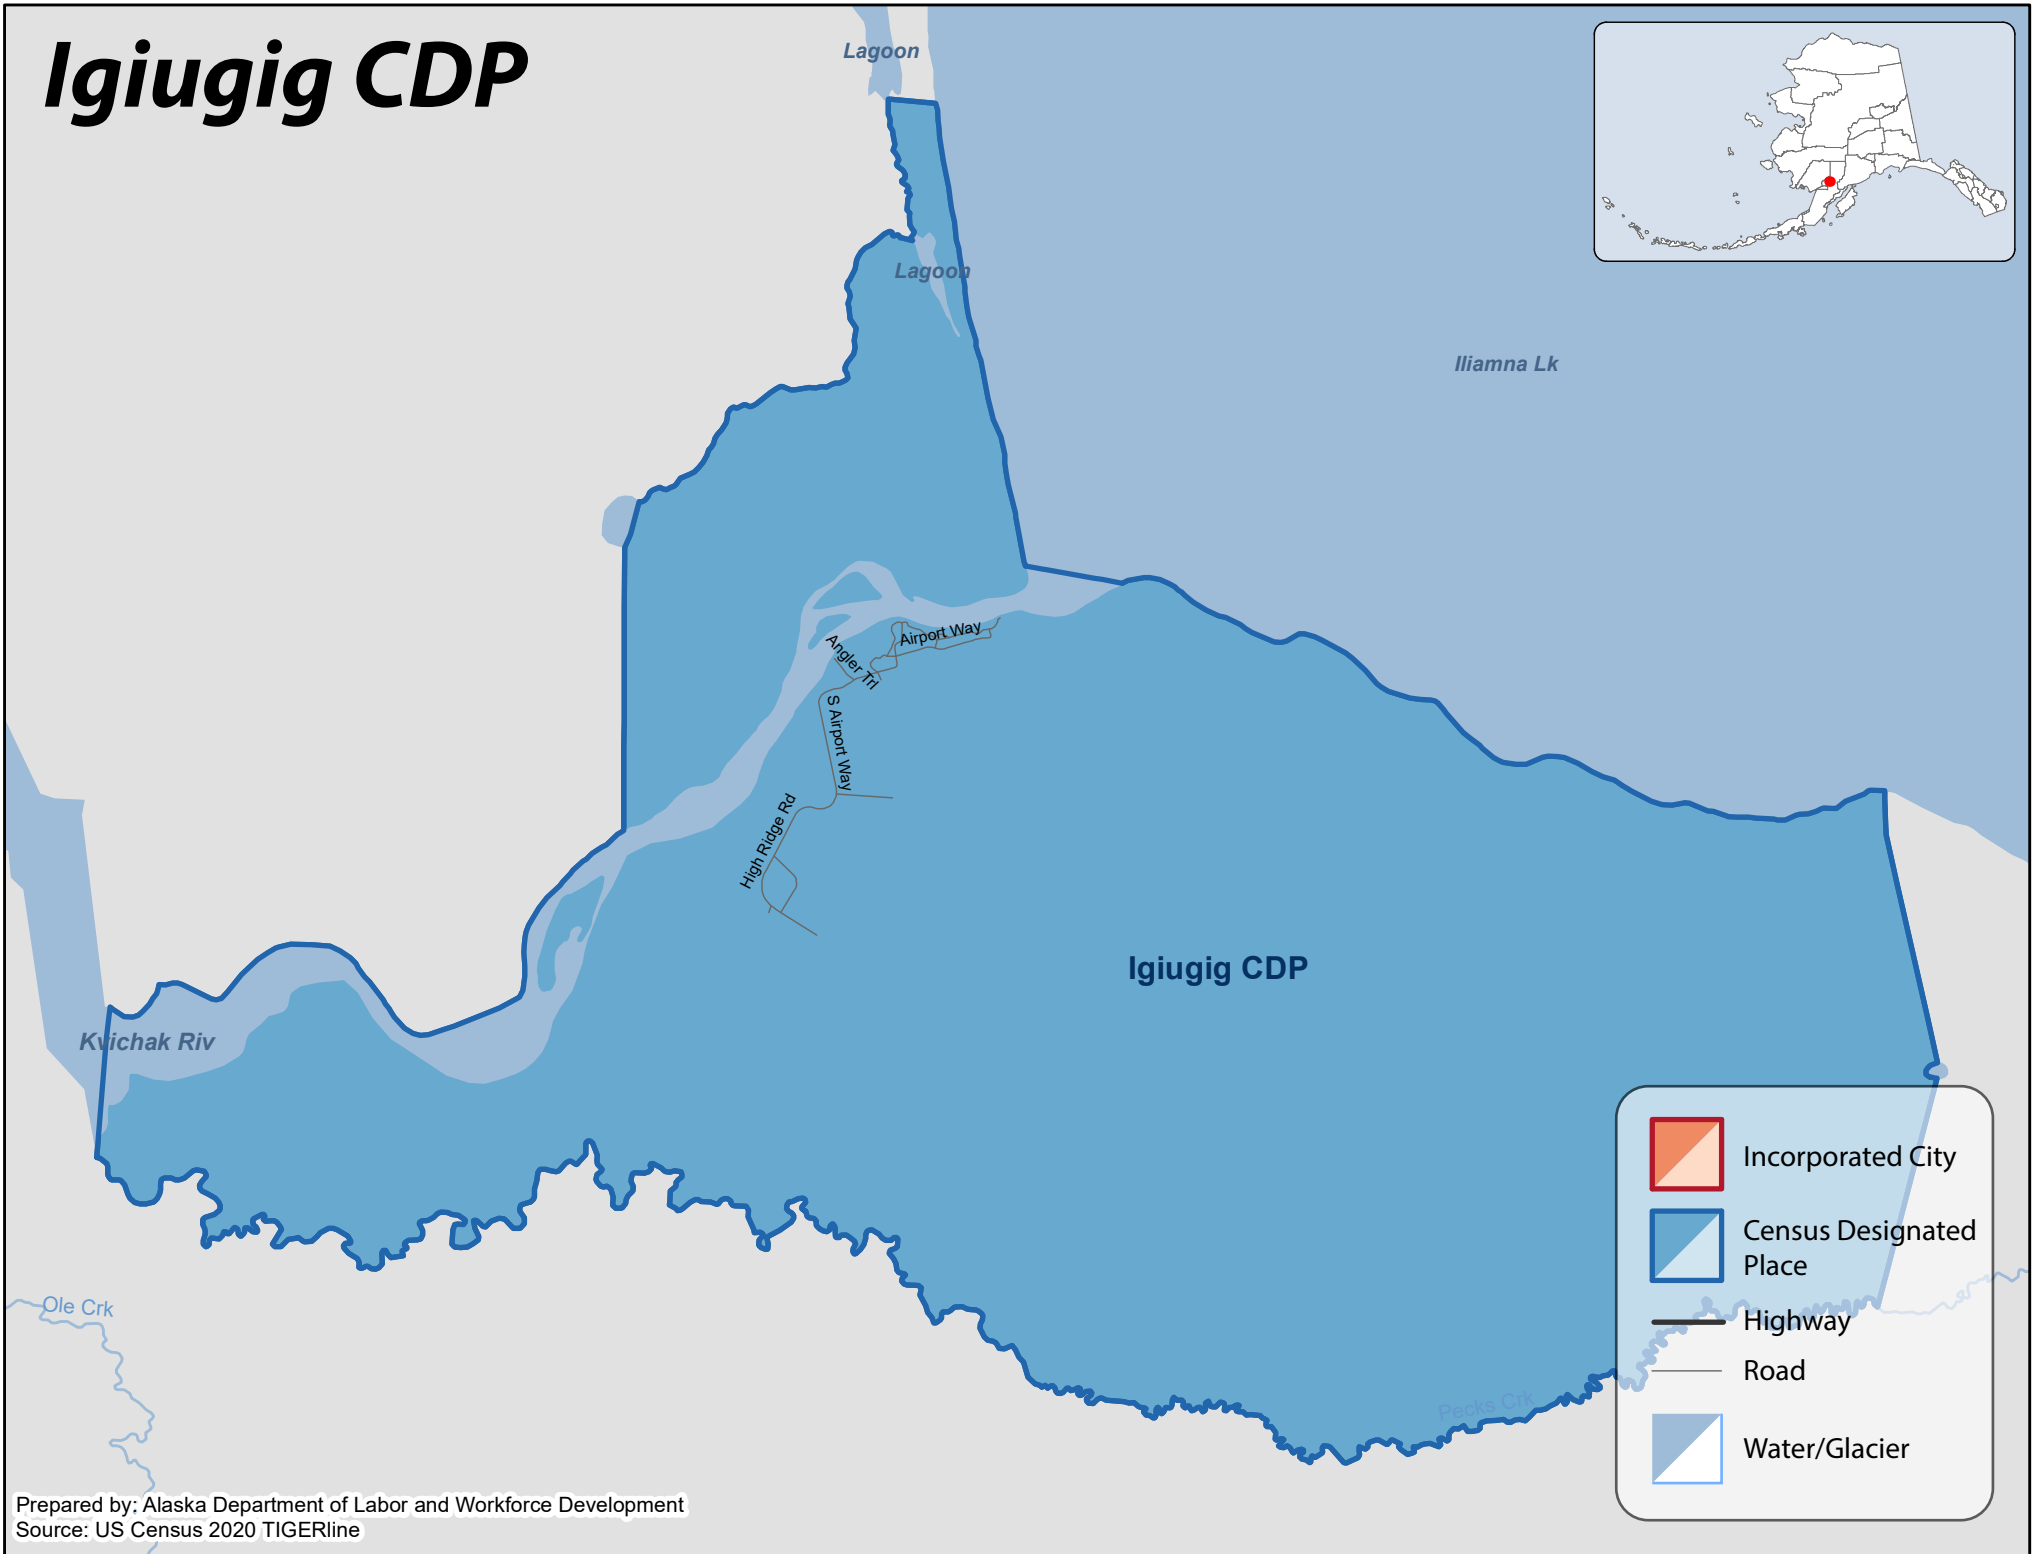 Igiugig CDP
Lagoon
Lagoon
Iliamna Lk
Airport Way
Angler Trl
S Airport Way
High Ridge Rd
Igiugig CDP
Kvichak Riv
Incorporated City
Census Designated
Place
Highway
Road
Water/Glacier
Ole Crk
Pecks Crk
Prepared by: Alaska Department of Labor and Workforce Development
Source: US Census 2020 TIGERline